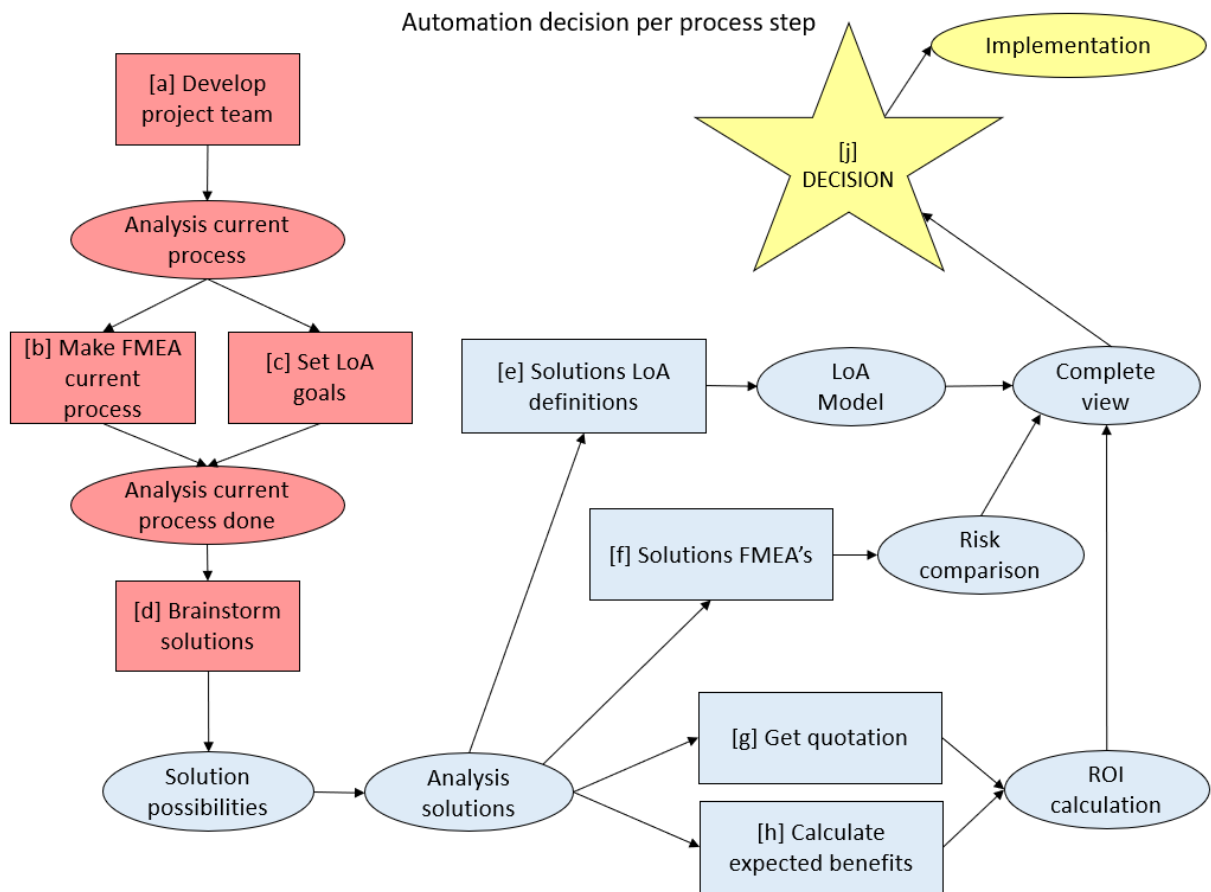 Automation decision per process step
[a] Develop
project team
Analysis current
process
[b] Make FMEA
current
process
[c] Set LoA
goals
Analysis current
process done
[d] Brainstorm
solutions
Solution
possibilities
Analysis
solutions
[e] Solutions LoA
definitions
LoA
Model
[f] Solutions FMEA’s
Risk
comparison
[g] Get quotation
[h] Calculate
expected benefits
ROI
calculation
Complete
view
[j]
DECISION
Implementation